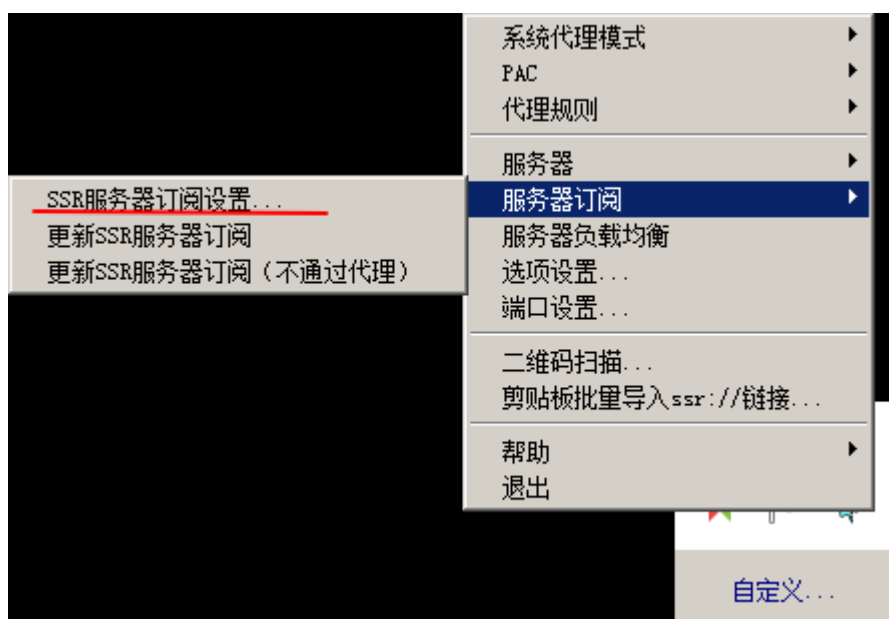 系统代理模式
PAC
代理规则
服务器
服务器订阅
服务器负载均衡
选项设置...
端口设置...
二维码扫描...
剪贴板批量导入ssr://链接...
帮助
退出
SSR服务器订阅设置...
更新SSR服务器订阅
更新SSR服务器订阅（不通过代理）
自定义...